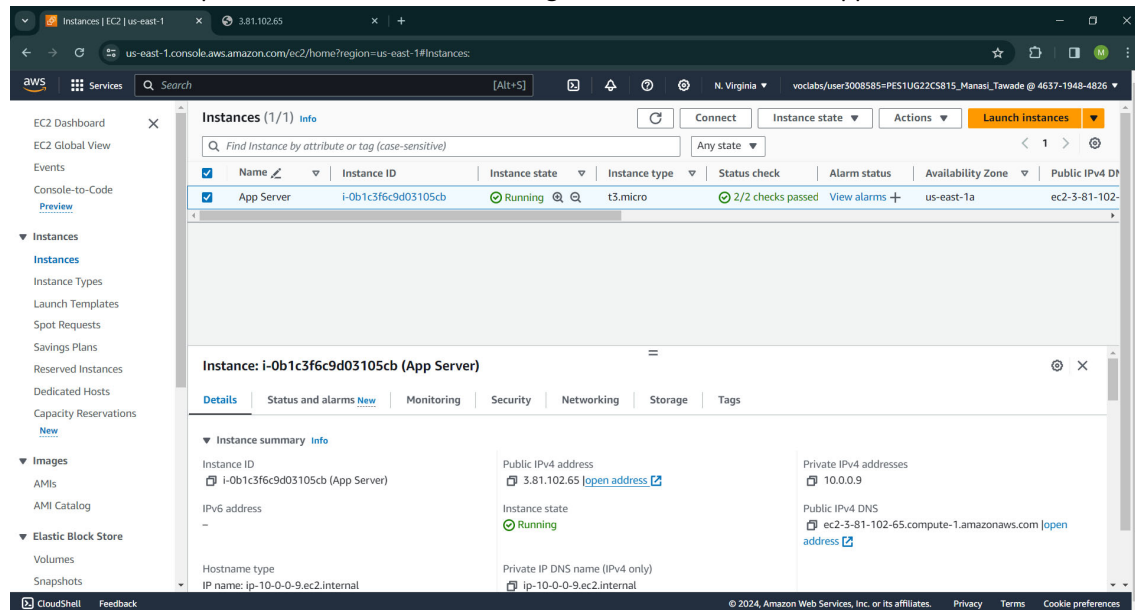 Instances | EC2 | us-east-1
3.81.102.65
us-east-1.console.aws.amazon.com/ec2/home?region=us-east-1#Instances:
M
aws Services Search [Alt+S] N. Virginia voclabs/user3008585=PES1UG22CS815_Manasi_Tawade @ 4637-1948-4826
EC2 Dashboard
EC2 Global View
Events
Console-to-Code
Preview
Instances
Instances
Instance Types
Launch Templates
Spot Requests
Savings Plans
Reserved Instances
Dedicated Hosts
Capacity Reservations
New
Images
AMIs
AMI Catalog
Elastic Block Store
Volumes
Snapshots
Instances (1/1) Info Connect Instance state Actions Launch instances
Find Instance by attribute or tag (case-sensitive) Any state 1
Name Instance ID Instance state Instance type Status check Alarm status Availability Zone Public IPv4 DN
App Server i-0b1c3f6c9d03105cb Running t3.micro 2/2 checks passed View alarms us-east-1a ec2-3-81-102-
Instance: i-0b1c3f6c9d03105cb (App Server)
Details Status and alarms New Monitoring Security Networking Storage Tags
Instance summary Info
Instance ID
i-0b1c3f6c9d03105cb (App Server)
Public IPv4 address
3.81.102.65 |open address
Private IPv4 addresses
10.0.0.9
IPv6 address
–
Instance state
Running
Public IPv4 DNS
ec2-3-81-102-65.compute-1.amazonaws.com |open
address
Hostname type
IP name: ip-10-0-0-9.ec2.internal
Private IP DNS name (IPv4 only)
ip-10-0-0-9.ec2.internal
CloudShell Feedback © 2024, Amazon Web Services, Inc. or its affiliates. Privacy Terms Cookie preferences